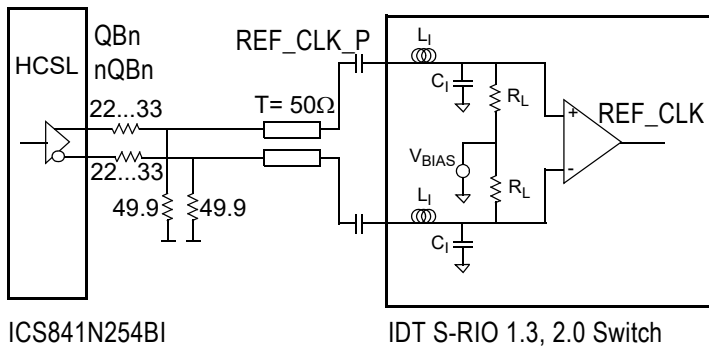 QBn
nQBn
HCSL
REF_CLK_P
22...33
T= 50Ω
22...33
49.9
49.9
LI
CI
RL
VBIAS
RL
LI
CI
+
-
REF_CLK
ICS841N254BI
IDT S-RIO 1.3, 2.0 Switch